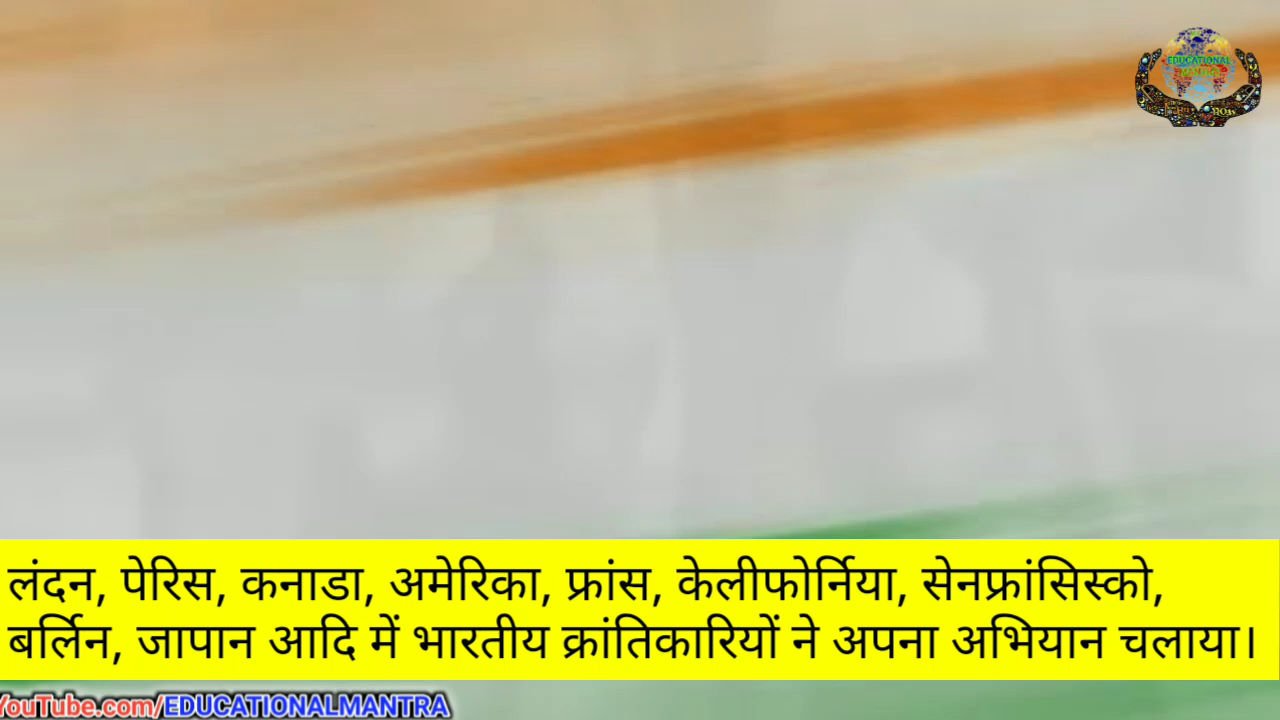 EDUCATIONAL
MANTRA
लंदन, पेरिस, कनाडा, अमेरिका, फ्रांस, केलीफोर्निया, सेनफ्रांसिस्को,
बर्लिन, जापान आदि में भारतीय क्रांतिकारियों ने अपना अभियान चलाया।
YouTube.com/EDUCATIONALMANTRA